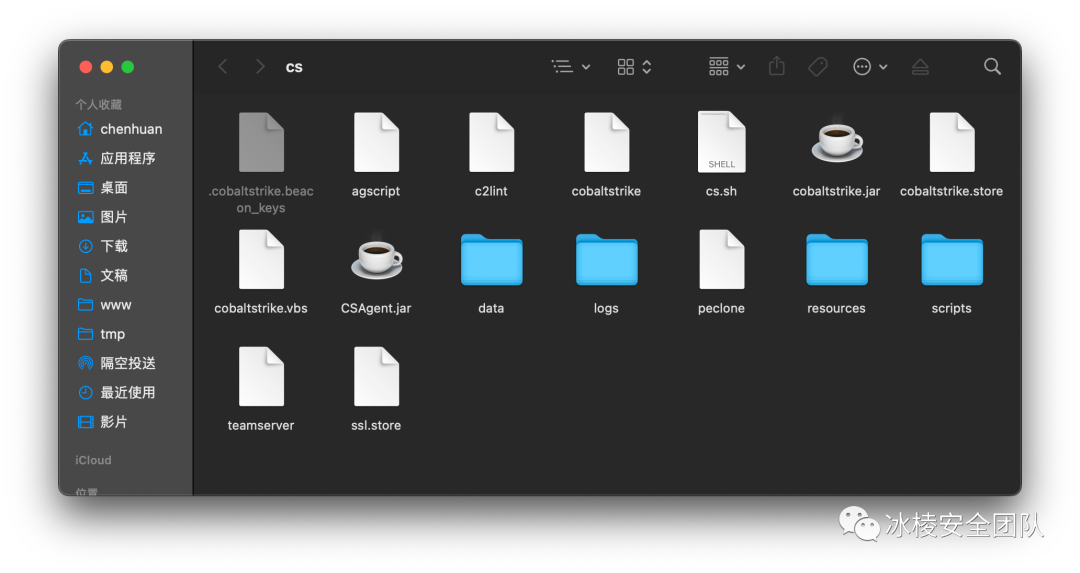 cs
个人收藏
chenhuan
应用程序
桌面
图片
下载
文稿
www
tmp
隔空投送
最近使用
影片
iCloud
位置
.cobaltstrike.beac
on_keys
agscript
c2lint
cobaltstrike
SHELL
cs.sh
cobaltstrike.jar
cobaltstrike.store
cobaltstrike.vbs
CSAgent.jar
data
logs
peclone
resources
scripts
teamserver
ssl.store
冰棱安全团队